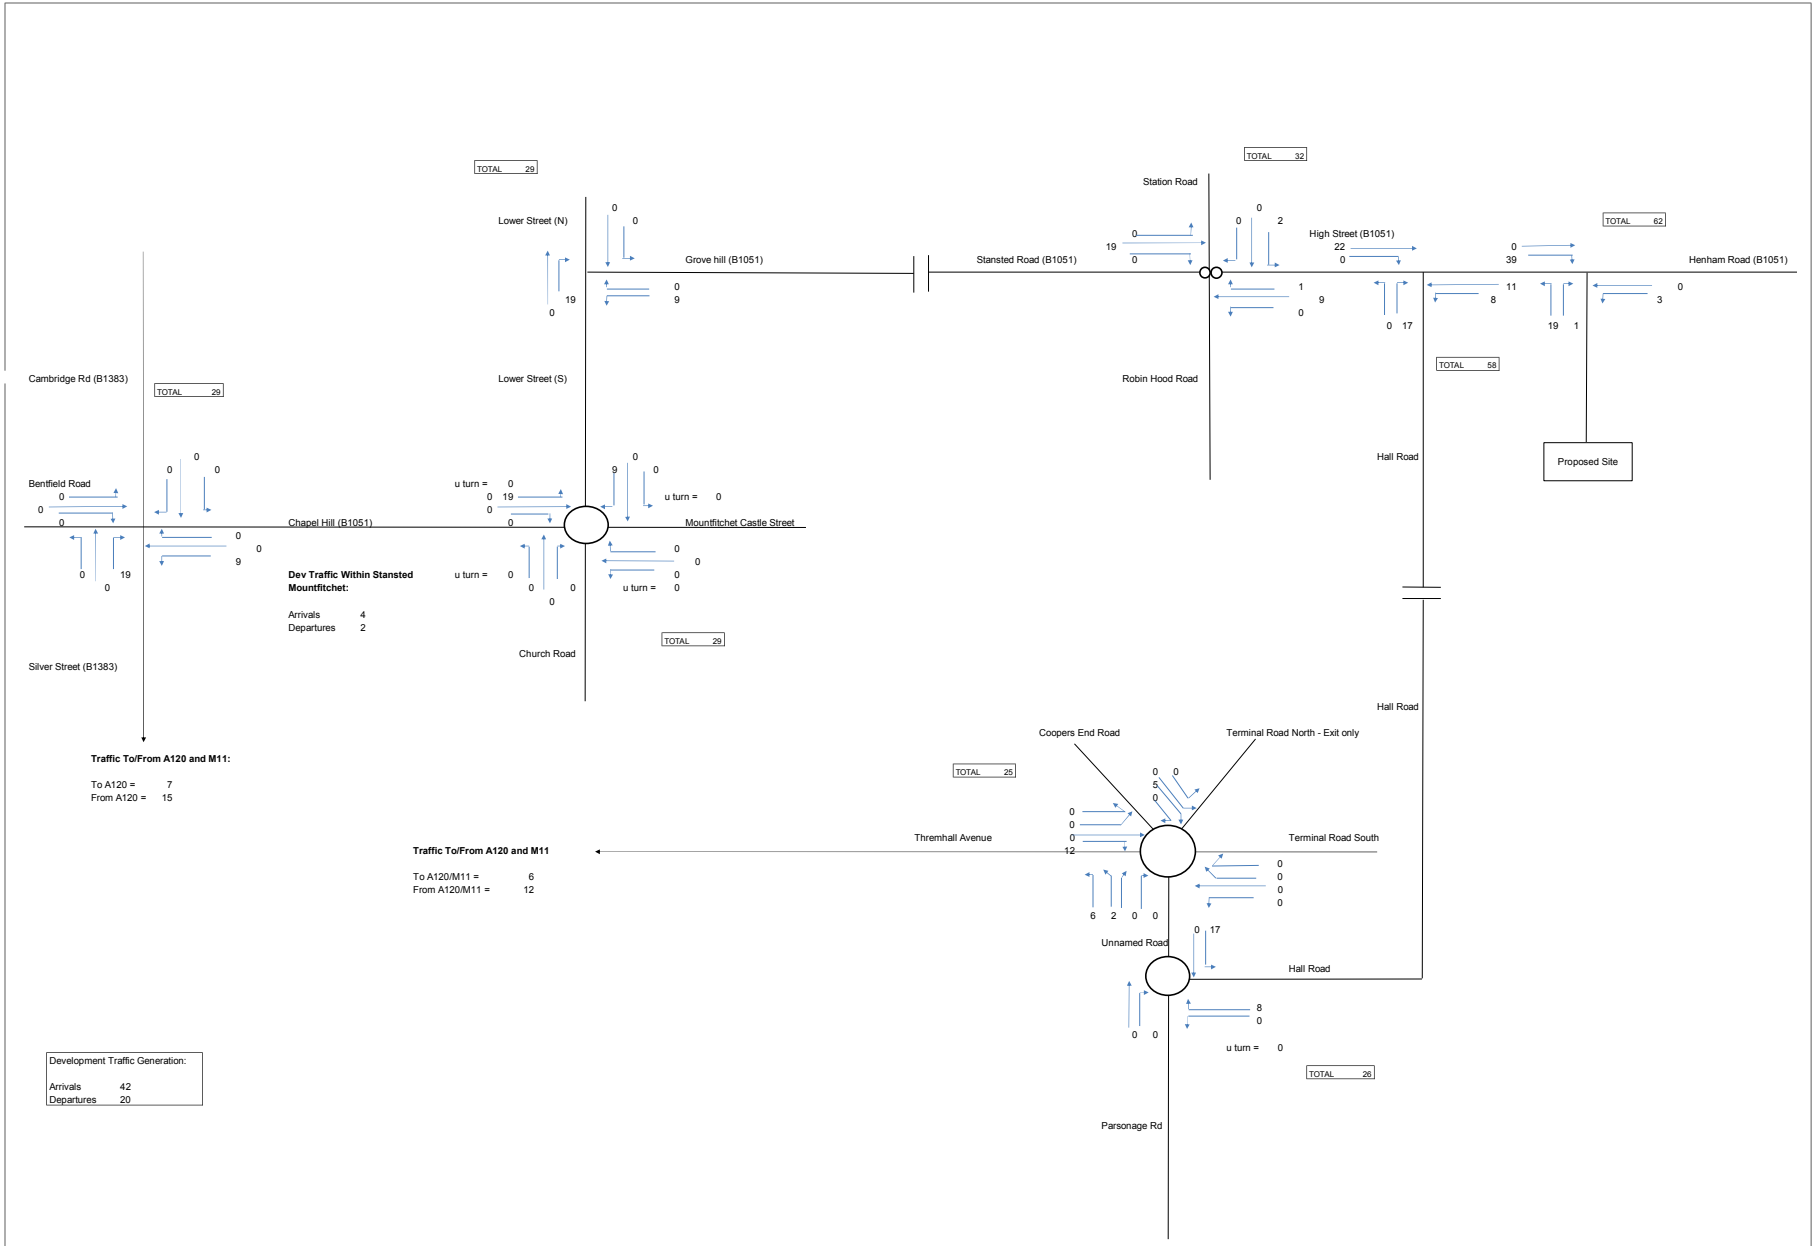 TOTAL 32
TOTAL 29
Station Road
Lower Street (N)
0
0
0
0
2
TOTAL 62
High Street (B1051)
0
19
0
22
0
0
39
Grove hill (B1051)
Stansted Road (B1051)
Henham Road (B1051)
19
0
0
9
1
9
0
11
8
0
3
0 17
19 1
TOTAL 58
Cambridge Rd (B1383)
TOTAL 29
Lower Street (S)
Robin Hood Road
Hall Road
Proposed Site
0
0
0
Bentfield Road
0
0
0
0
9
0
u turn = 0
0 19
0
0
u turn = 0
Chapel Hill (B1051)
Mountfitchet Castle Street
0
0
9
0
0
0
0
19
0
Dev Traffic Within Stansted
Mountfitchet:
u turn = 0
0
0
0
u turn = 0
Arrivals 4
Departures 2
TOTAL 29
Church Road
Silver Street (B1383)
Hall Road
Coopers End Road
Terminal Road North - Exit only
Traffic To/From A120 and M11:
To A120 = 7
From A120 = 15
TOTAL 25
0 0
5
0
0
0
0
12
Thremhall Avenue
Terminal Road South
Traffic To/From A120 and M11
To A120/M11 = 6
From A120/M11 = 12
0
0
0
0
6 2 0 0
0 17
Unnamed Road
Hall Road
8
0
0 0
u turn = 0
TOTAL 26
Development Traffic Generation:
Arrivals 42
Departures 20
Parsonage Rd